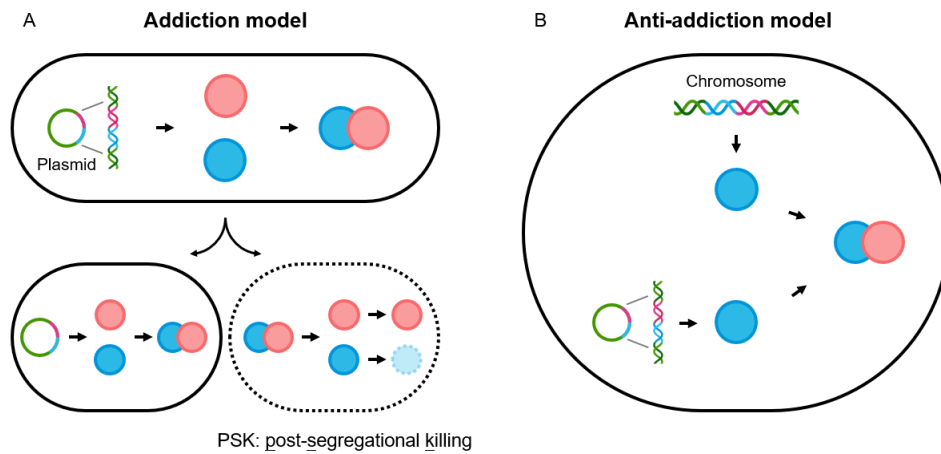 A
Addiction model
Plasmid
PSK: post-segregational killing
B
Anti-addiction model
Chromosome